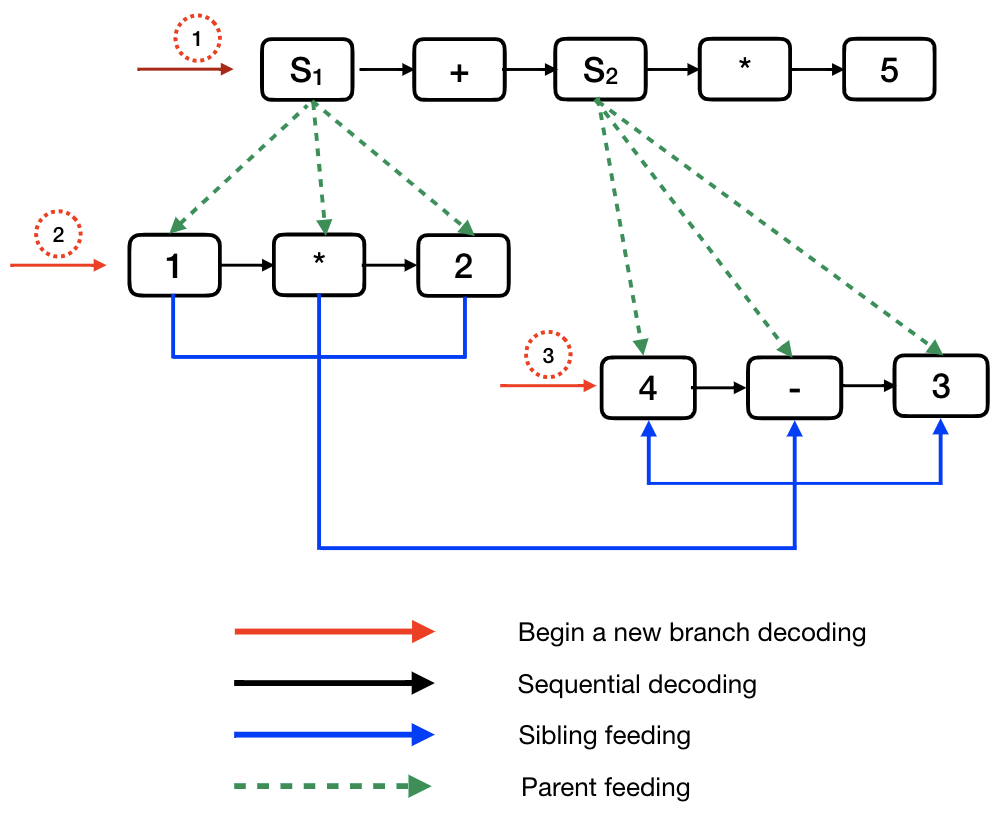 1
S₁ + S₂ * 5
2
1 * 2
3
4 - 3
Begin a new branch decoding
Sequential decoding
Sibling feeding
Parent feeding